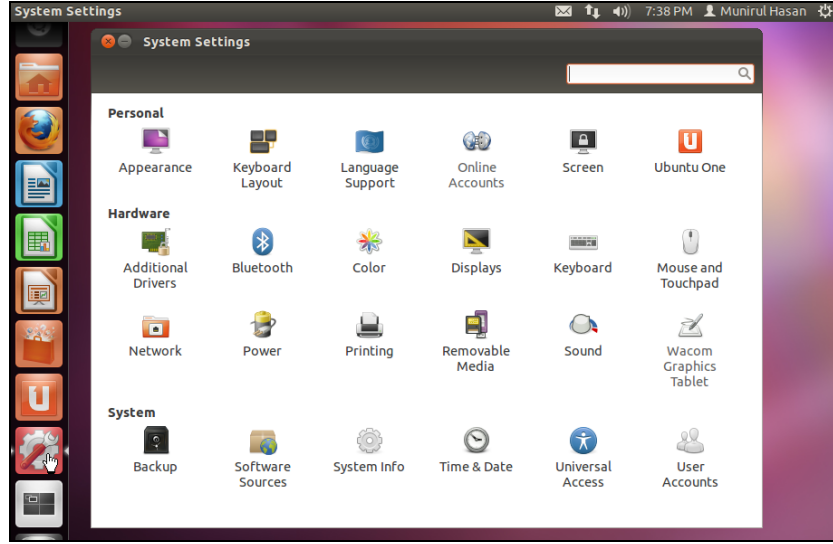 System Settings
7:38 PM Munirul Hasan
System Settings
Personal
Appearance
Keyboard
Layout
Language
Support
Online
Accounts
Screen
Ubuntu One
Hardware
Additional
Drivers
Bluetooth
Color
Displays
Keyboard
Mouse and
Touchpad
Network
Power
Printing
Removable
Media
Sound
Wacom
Graphics
Tablet
System
Backup
Software
Sources
System Info
Time & Date
Universal
Access
User
Accounts